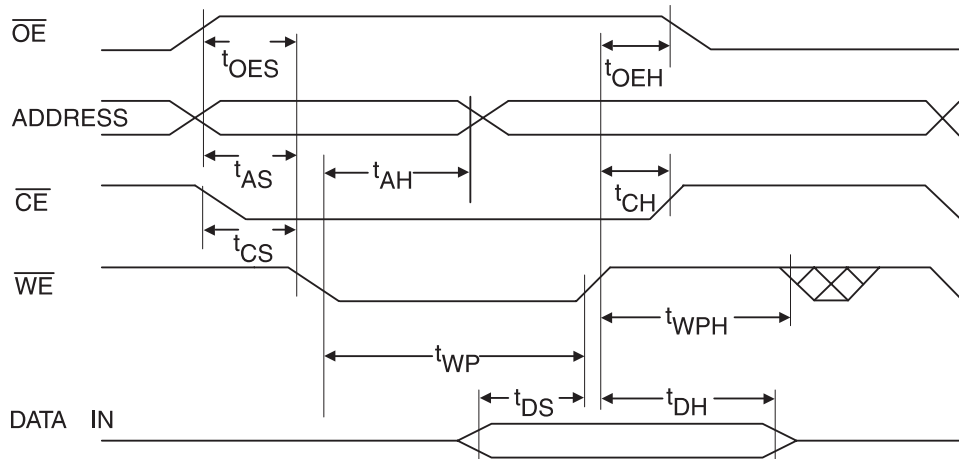 OE
tOES
tOEH
ADDRESS
tAS
tAH
tCH
CE
tCS
WE
tWPH
tWP
tDS
tDH
DATA IN